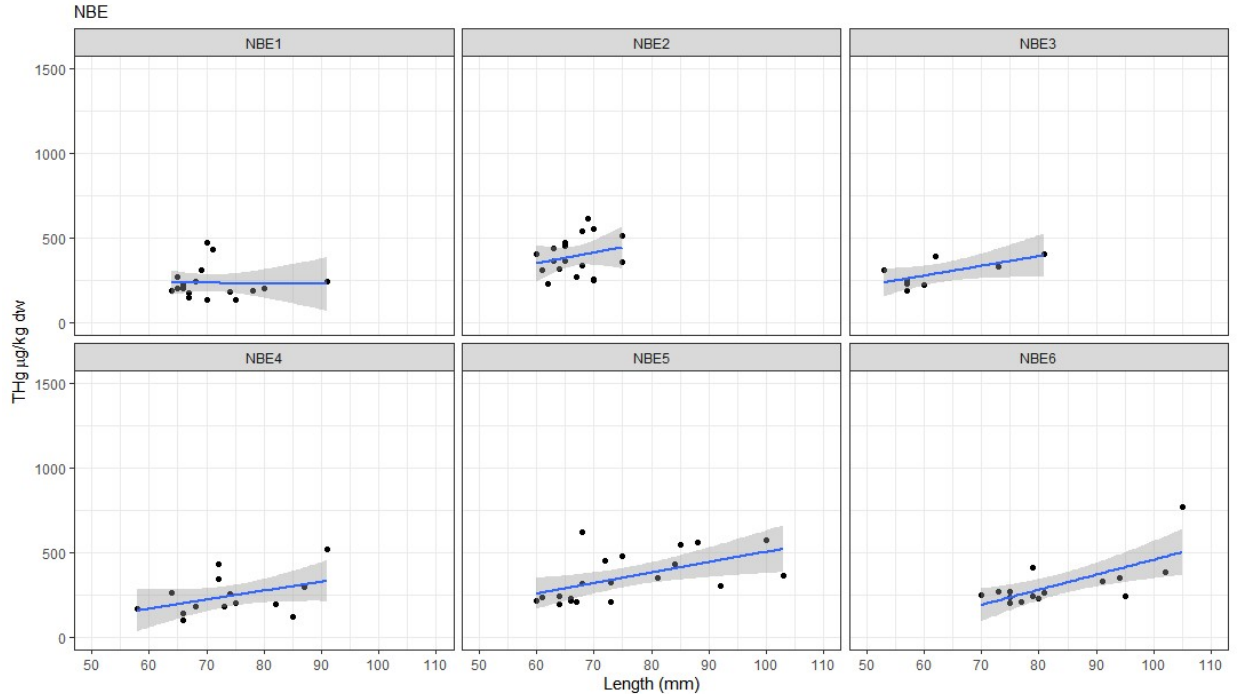 NBE
NBE1 NBE2 NBE3
1500
1000
500
0
NBE4 NBE5 NBE6
1500
1000
500
0
THg µg/kg dw
50 60 70 80 90 100 110 50 60 70 80 90 100 110 50 60 70 80 90 100 110
Length (mm)